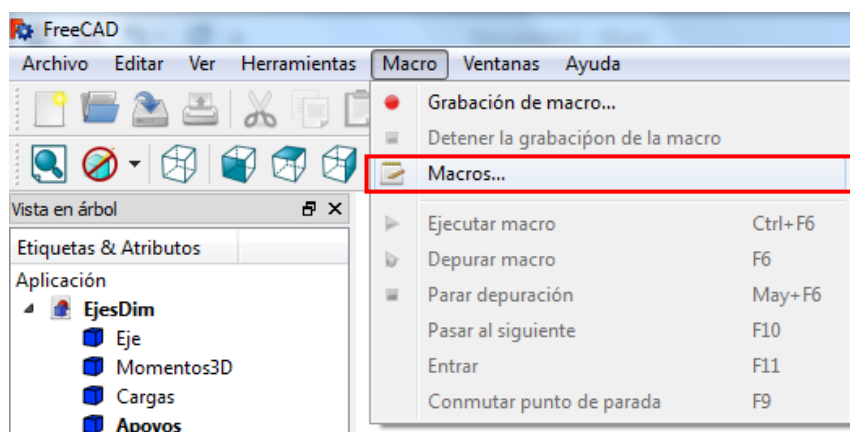 FreeCAD
Archivo Editar Ver Herramientas Macro Ventanas Ayuda
Grabación de macro...
Detener la grabaciṕon de la macro
Macros...
Ejecutar macro Ctrl+F6
Depurar macro F6
Parar depuración May+F6
Pasar al siguiente F10
Entrar F11
Conmutar punto de parada F9
Vista en árbol
Etiquetas & Atributos
Aplicación
EjesDim
Eje
Momentos3D
Cargas
Apoyos